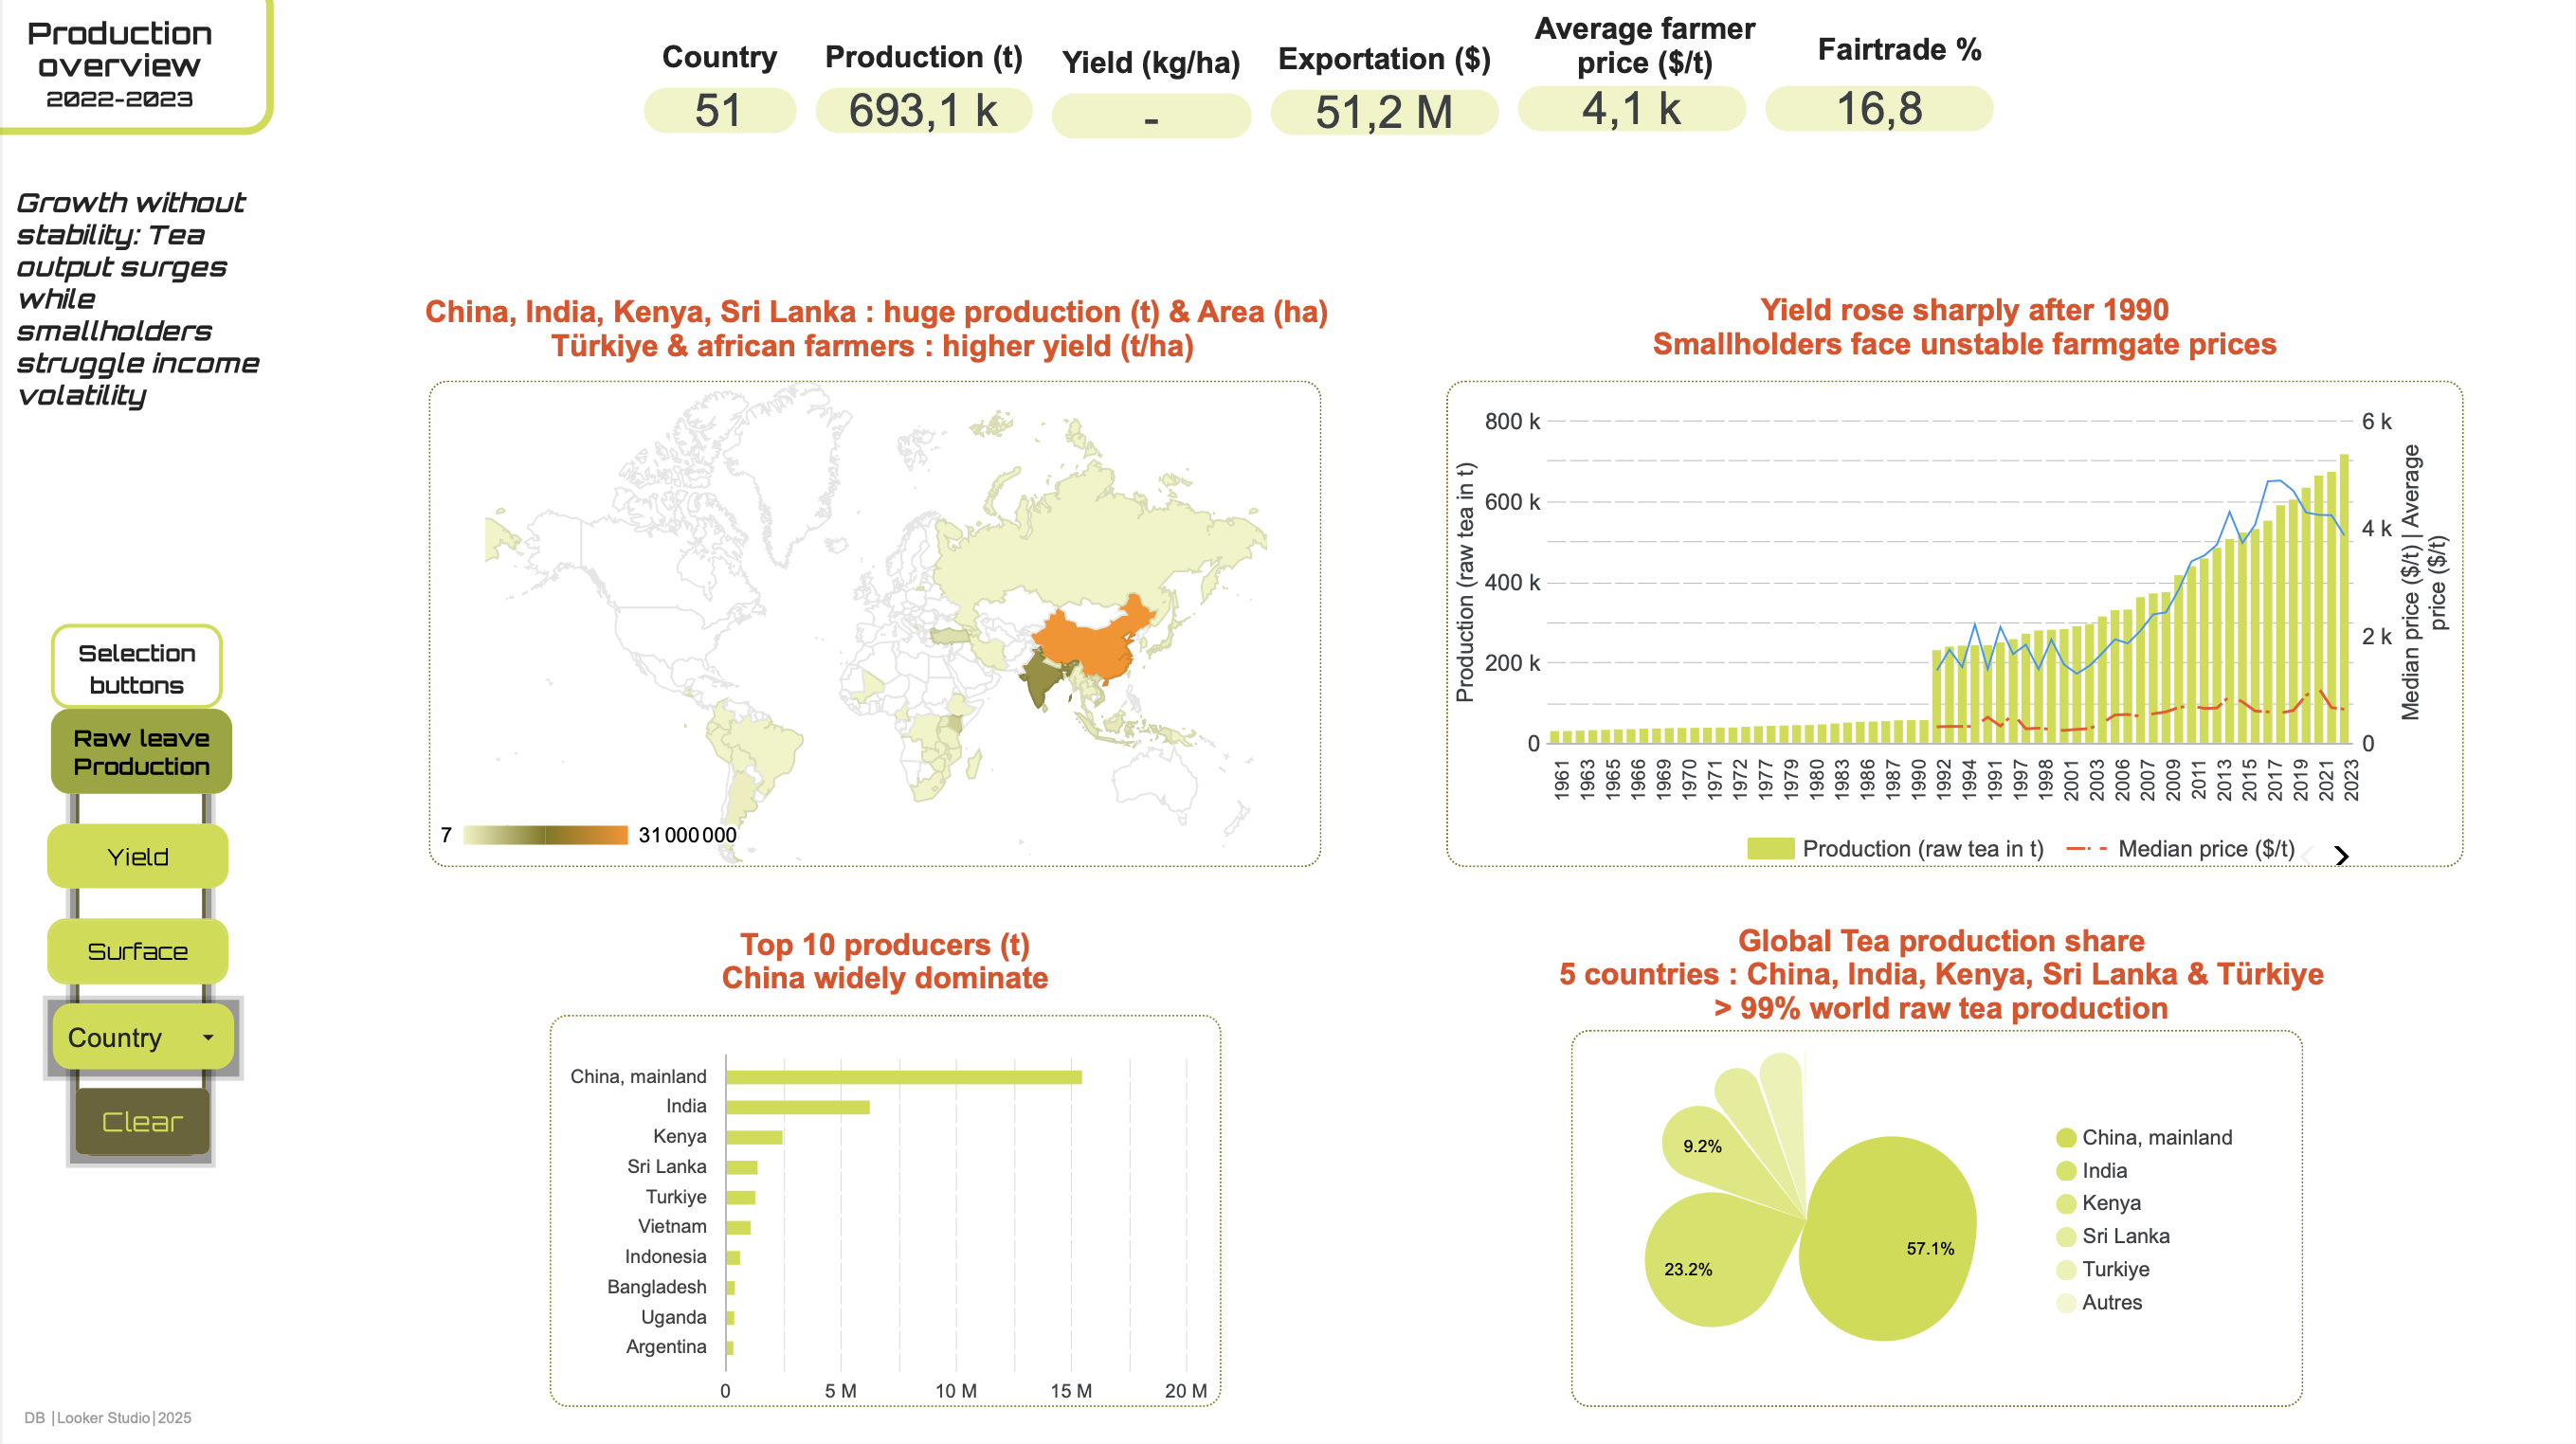 Production
overview
2022-2023
Growth without
stability: Tea
output surges
while
smallholders
struggle income
volatility
Country
51
Production (t)
693,1 k
Yield (kg/ha)
-
Exportation ($)
51,2 M
Average farmer
price ($/t)
4,1 k
Fairtrade %
16,8
Selection
buttons
Raw leave
Production
Yield
Surface
Country
Clear
China, India, Kenya, Sri Lanka : huge production (t) & Area (ha)
Türkiye & african farmers : higher yield (t/ha)
7
31 000 000
Yield rose sharply after 1990
Smallholders face unstable farmgate prices
Production (raw tea in t)
800 k
600 k
400 k
200 k
0
6 k
4 k
2 k
0
Median price ($/t) | Average
price ($/t)
1961
1963
1965
1966
1969
1970
1971
1972
1977
1979
1980
1983
1986
1987
1990
1992
1994
1991
1997
1998
2001
2003
2006
2007
2009
2011
2013
2015
2017
2019
2021
2023
Production (raw tea in t)
Median price ($/t)
Top 10 producers (t)
China widely dominate
China, mainland
India
Kenya
Sri Lanka
Turkiye
Vietnam
Indonesia
Bangladesh
Uganda
Argentina
0
5 M
10 M
15 M
20 M
Global Tea production share
5 countries : China, India, Kenya, Sri Lanka & Türkiye
> 99% world raw tea production
9.2%
23.2%
57.1%
China, mainland
India
Kenya
Sri Lanka
Turkiye
Autres
DB |Looker Studio|2025